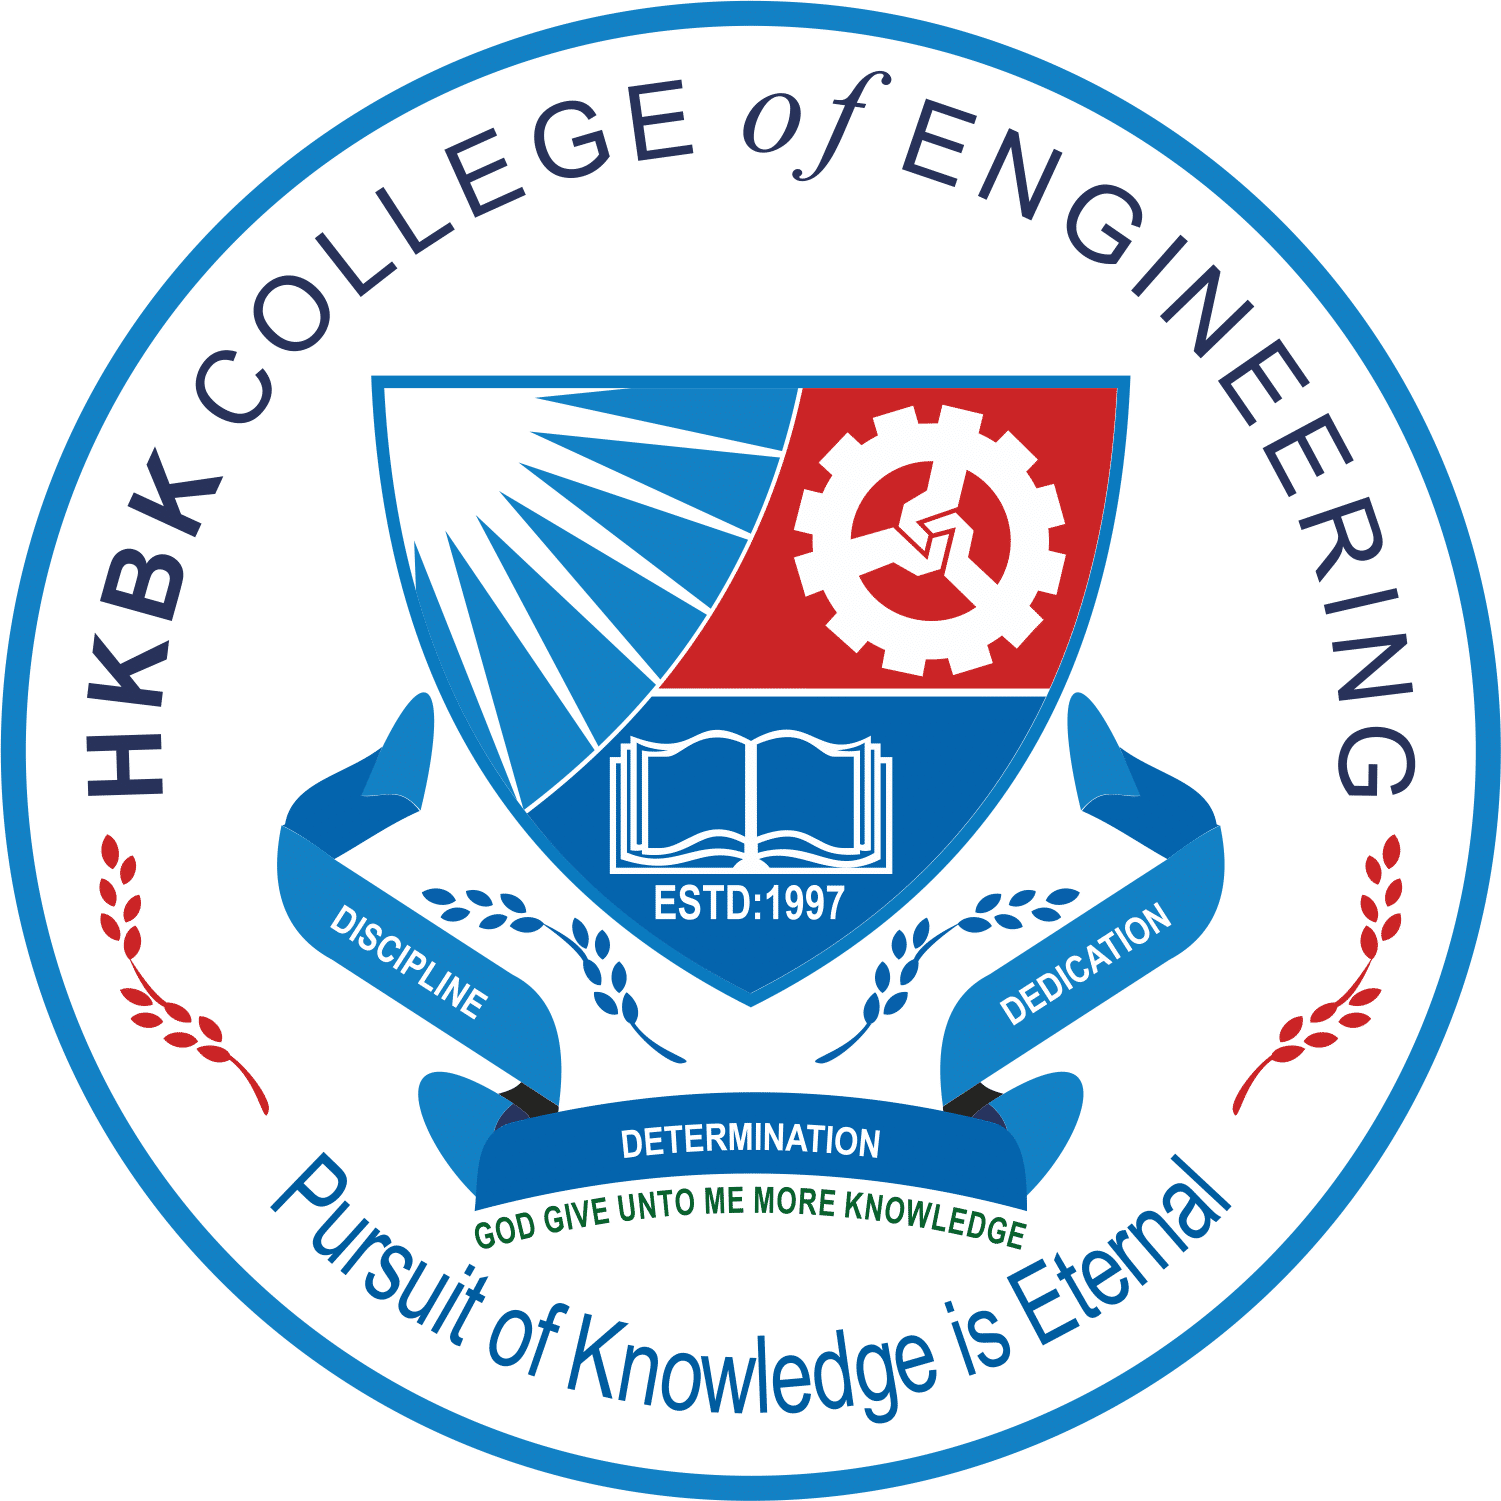 HKBK COLLEGE of ENGINEERING
ESTD:1997
DISCIPLINE
DEDICATION
DETERMINATION
GOD GIVE UNTO ME MORE KNOWLEDGE
Pursuit of Knowledge is Eternal